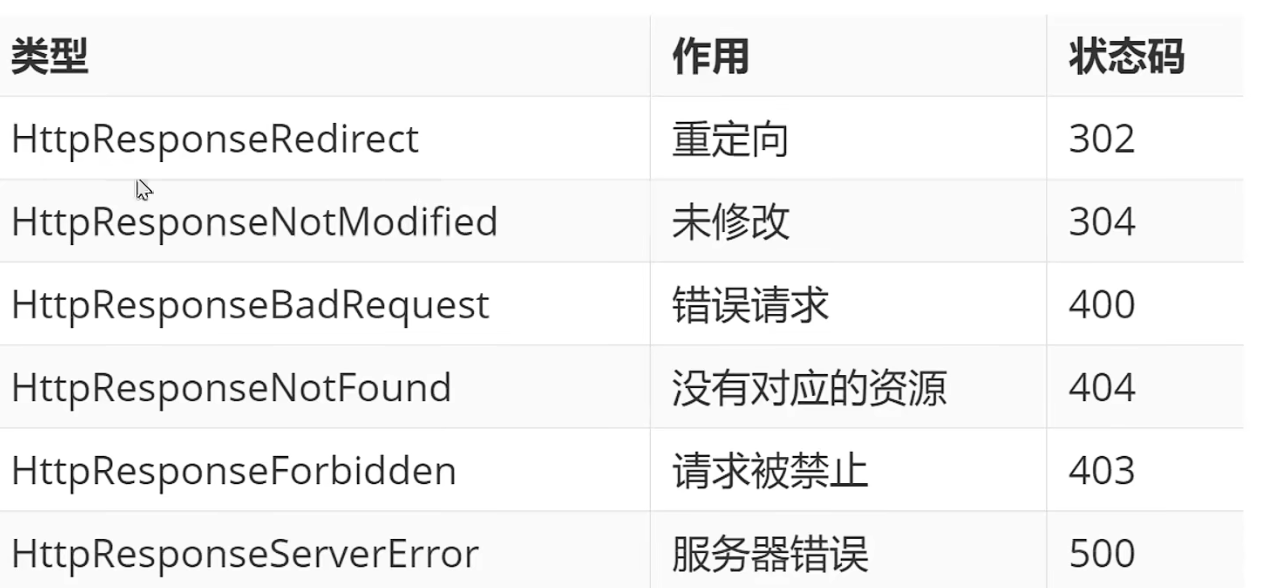 类型 作用 状态码
HttpResponseRedirect 重定向 302
HttpResponseNotModified 未修改 304
HttpResponseBadRequest 错误请求 400
HttpResponseNotFound 没有对应的资源 404
HttpResponseForbidden 请求被禁止 403
HttpResponseServerError 服务器错误 500